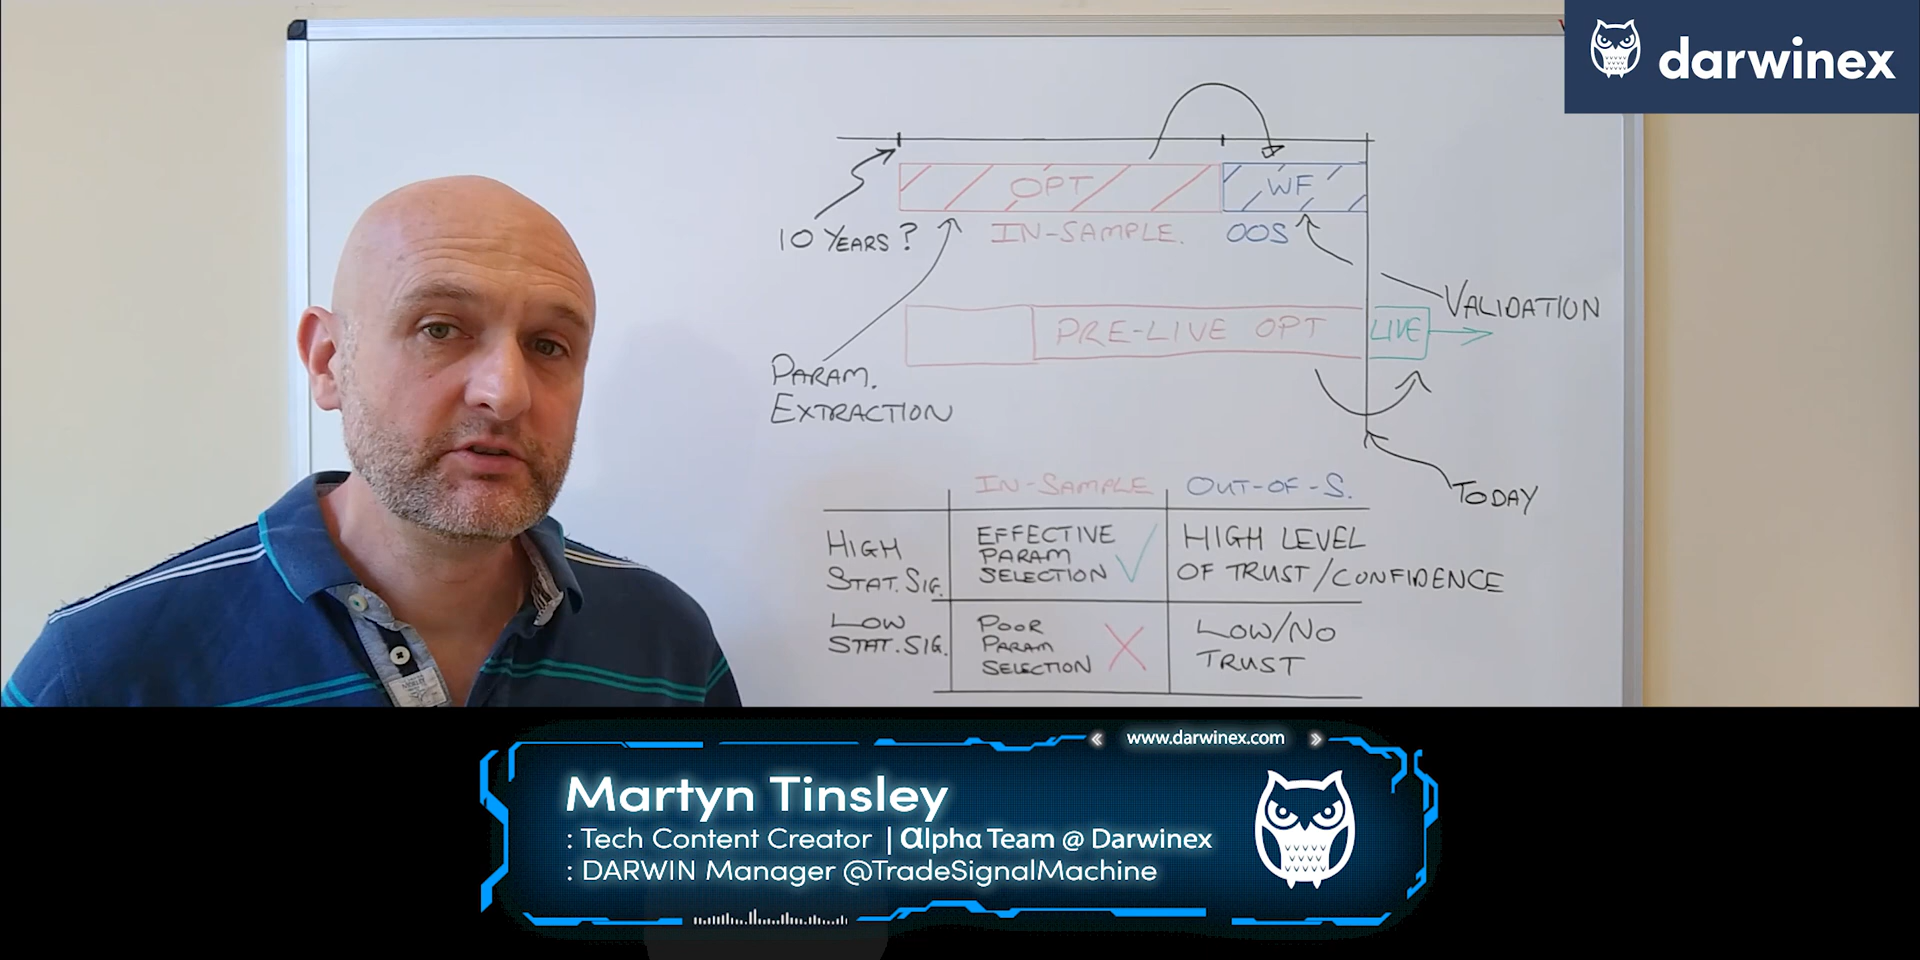 darwinex
OPT
WF
10 YEARS ?
IN-SAMPLE.
OOS
VALIDATION
PRE-LIVE OPT
LIVE
PARAM.
EXTRACTION
TODAY
IN-SAMPLE
OUT-OF-S.
HIGH
STAT. SIG.
EFFECTIVE
PARAM
SELECTION
HIGH LEVEL
OF TRUST/CONFIDENCE
LOW
STAT. SIG.
POOR
PARAM
SELECTION
LOW/NO
TRUST
« www.darwinex.com »
Martyn Tinsley
: Tech Content Creator | αlphα Team @ Darwinex
: DARWIN Manager @TradeSignalMachine